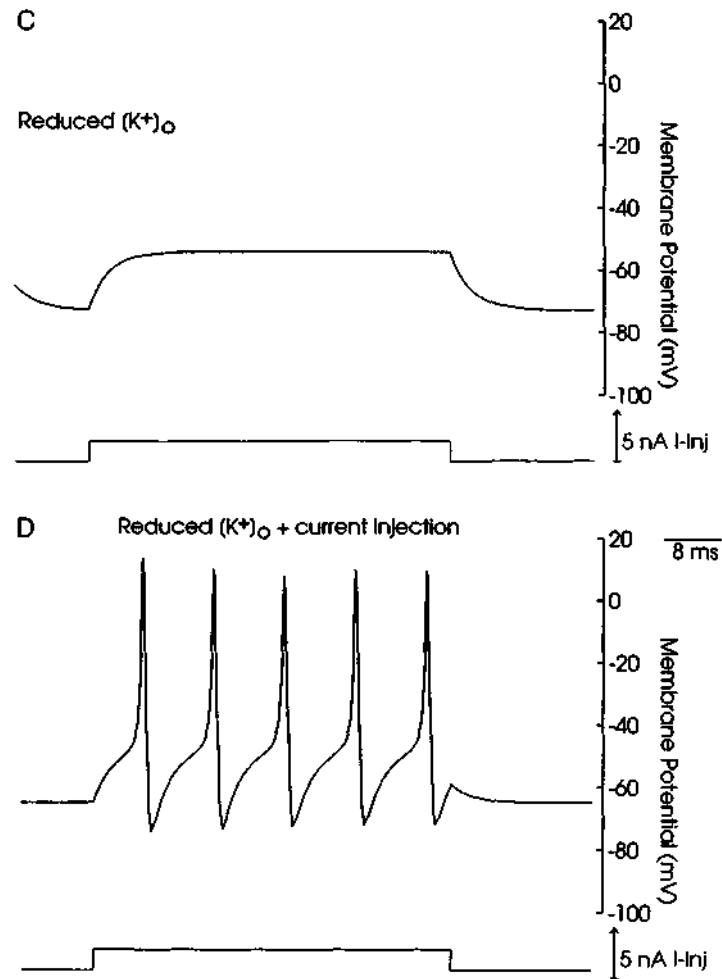 C
Reduced (K+)O
20
0
-20
-40
-60
-80
-100
Membrane Potential (mV)
5 nA I-Inj
D
Reduced (K+)O + current Injection
20
0
-20
-40
-60
-80
-100
Membrane Potential (mV)
8 ms
5 nA I-Inj